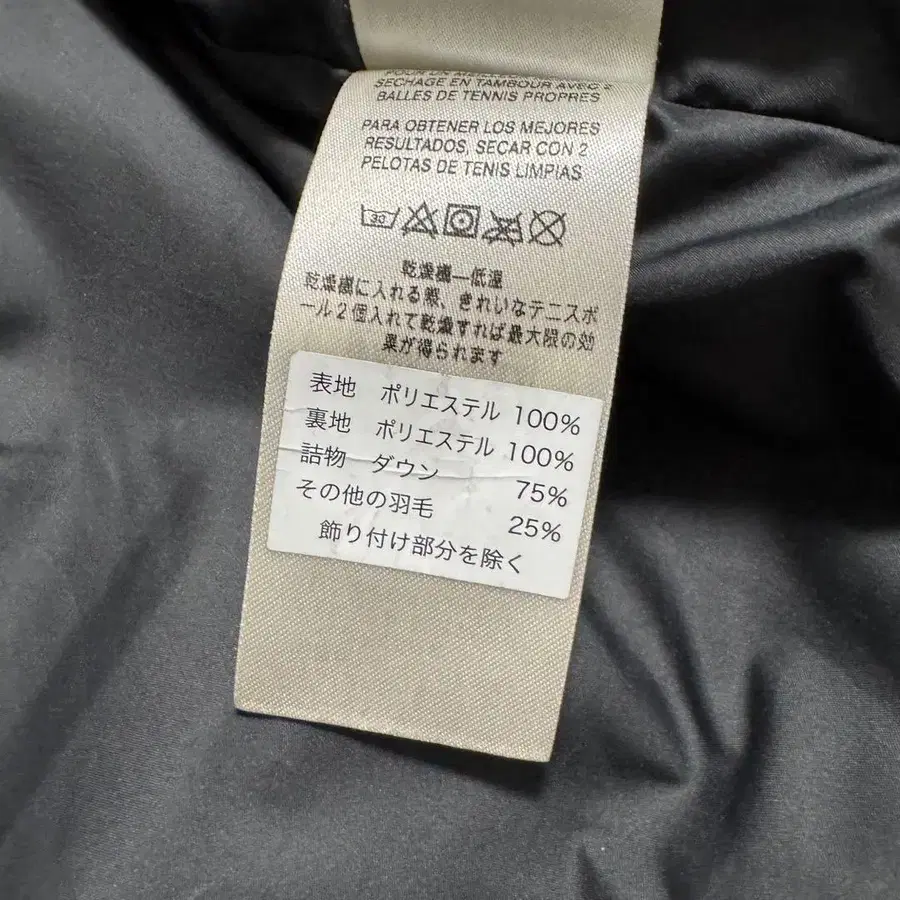 POUR UN MEILLEUR
SECHAGE EN TAMBOUR AVEC 2
BALLES DE TENNIS PROPRES
PARA OBTENER LOS MEJORES
RESULTADOS, SECAR CON 2
PELOTAS DE TENIS LIMPIAS
30
乾燥機—低温
乾燥機に入れる際、きれいなテニスボ
ール2個入れて乾燥すれば最大限の効
果が得られます
表地 ポリエステル 100%
裏地 ポリエステル 100%
詰物 ダウン 75%
その他の羽毛 25%
飾り付け部分を除く